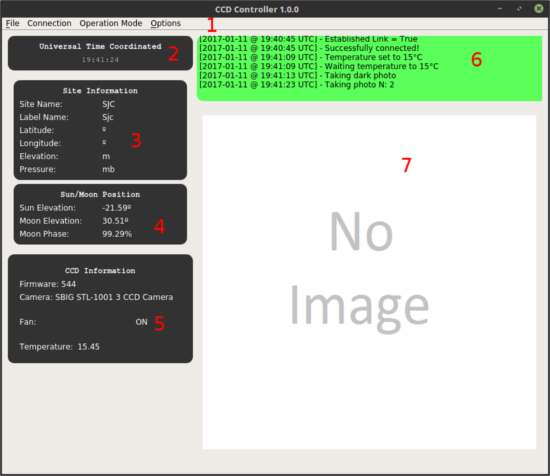 CCD Controller 1.0.0
File Connection Operation Mode Options
1
Universal Time Coordinated
19:41:24
2
[2017-01-11 @ 19:40:45 UTC] - Established Link = True
[2017-01-11 @ 19:40:45 UTC] - Successfully connected!
[2017-01-11 @ 19:41:09 UTC] - Temperature set to 15°C
[2017-01-11 @ 19:41:09 UTC] - Waiting temperature to 15°C
[2017-01-11 @ 19:41:13 UTC] - Taking dark photo
[2017-01-11 @ 19:41:23 UTC] - Taking photo N: 2
6
Site Information
Site Name: SJC
Label Name: Sjc
Latitude: º
Longitude: º
Elevation: m
Pressure: mb
3
Sun/Moon Position
Sun Elevation: -21.59º
Moon Elevation: 30.51º
Moon Phase: 99.29%
4
CCD Information
Firmware: 544
Camera: SBIG STL-1001 3 CCD Camera
Fan: ON
5
Temperature: 15.45
7
No
Image